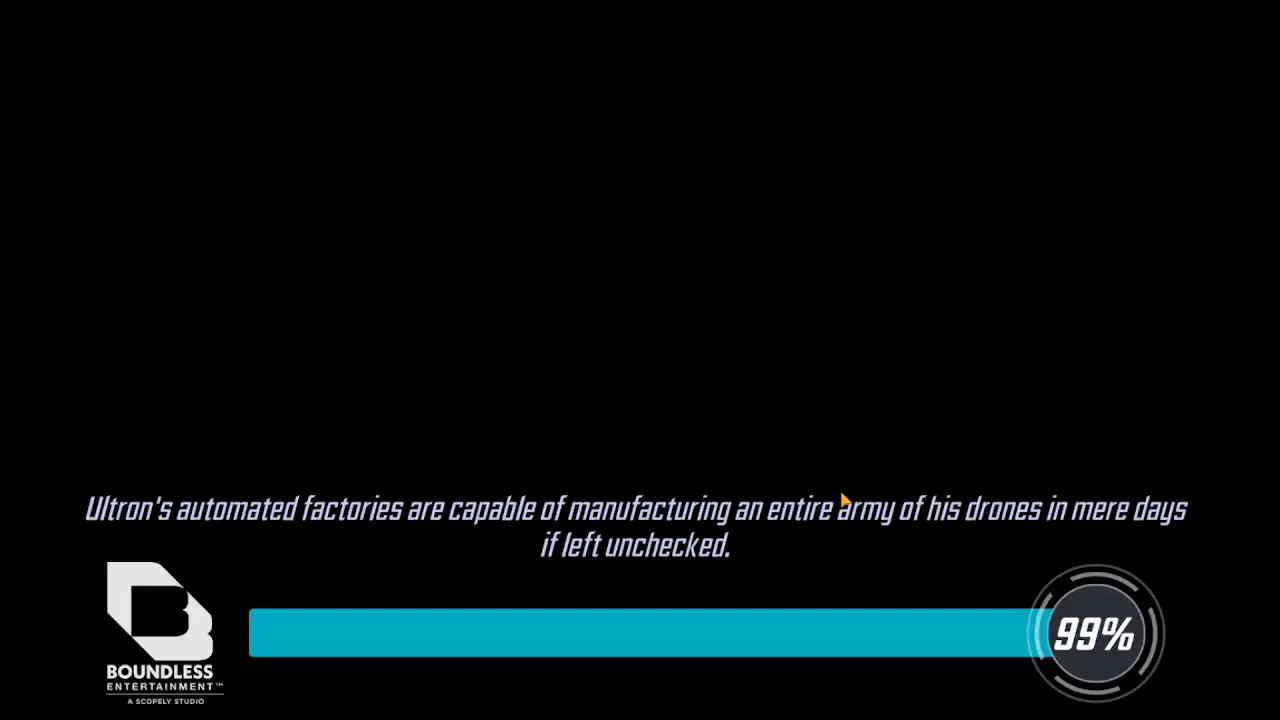 Ultron's automated factories are capable of manufacturing an entire army of his drones in mere days
if left unchecked.
99%
BOUNDLESS
ENTERTAINMENT™
A SCOPELY STUDIO